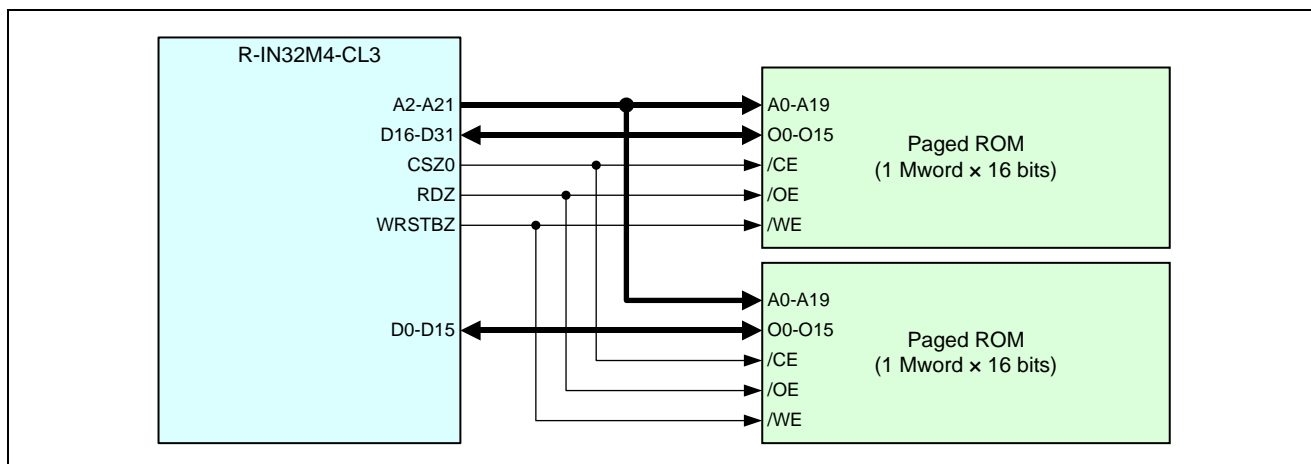 R-IN32M4-CL3
A2-A21
D16-D31
CSZ0
RDZ
WRSTBZ
D0-D15
A0-A19
O0-O15
/CE
/OE
/WE
Paged ROM
(1 Mword × 16 bits)
A0-A19
O0-O15
/CE
/OE
/WE
Paged ROM
(1 Mword × 16 bits)